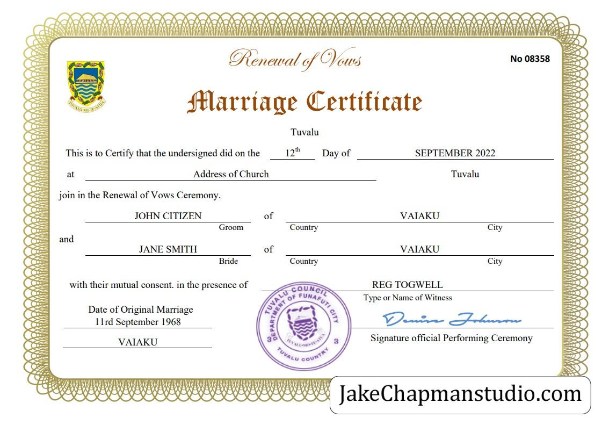 Renewal of Vows
No 08358
Marriage Certificate
Tuvalu
This is to Certify that the undersigned did on the 12th Day of SEPTEMBER 2022
at Address of Church Tuvalu
join in the Renewal of Vows Ceremony.
JOHN CITIZEN of VAIAKU
Groom Country City
and
JANE SMITH of VAIAKU
Bride Country City
with their mutual consent. in the presence of REG TOGWELL
Type or Name of Witness
Date of Original Marriage
11rd September 1968
Denise Johnson
Signature official Performing Ceremony
VAIAKU
TUVALU COUNCIL
DEPARTMENT OF FUNAFUTI CITY
TUVALU COUNTRY
JakeChapmanstudio.com